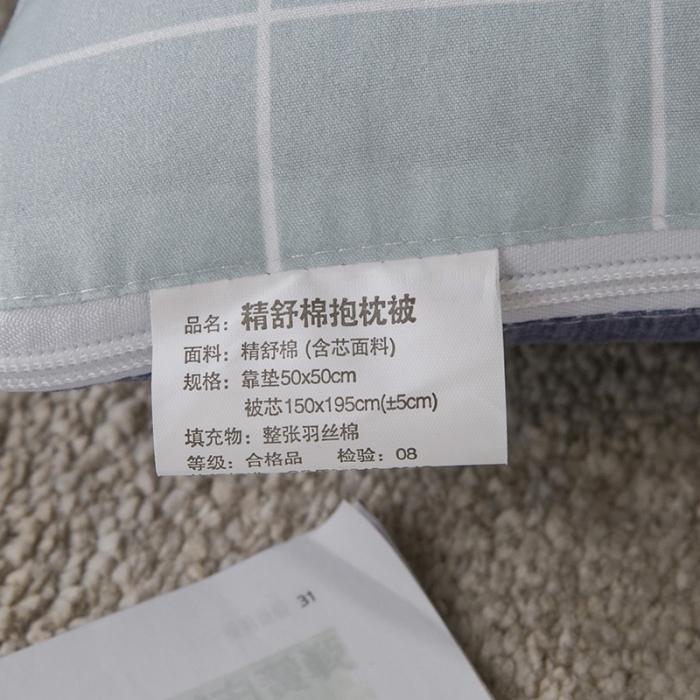 品名：精舒棉抱枕被
面料：精舒棉 (含芯面料)
规格：靠垫50x50cm
被芯150x195cm(±5cm)
填充物：整张羽丝棉
等级：合格品 检验：08
31